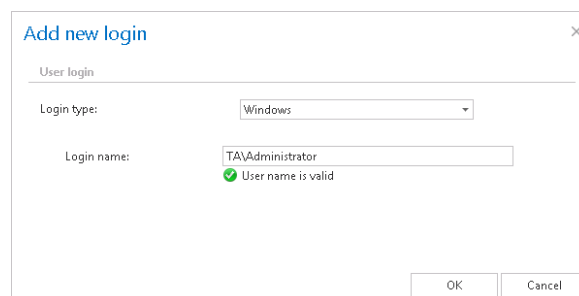 Add new login
User login
Login type: Windows
Login name: TA\Administrator
User name is valid
OK Cancel